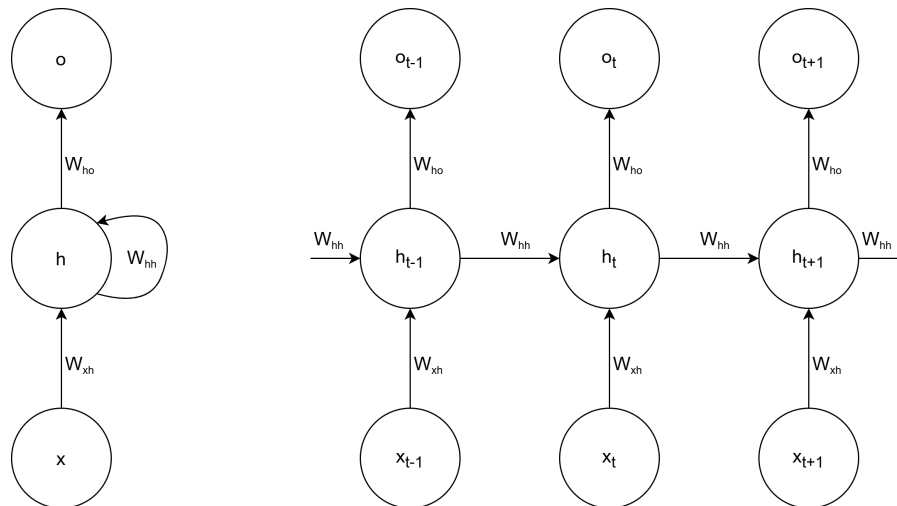 o o_{t-1} o_t o_{t+1}
W_{ho} W_{ho} W_{ho} W_{ho}
W_{hh} W_{hh} W_{hh} W_{hh}
h W_{hh} h_{t-1} h_t h_{t+1}
W_{xh} W_{xh} W_{xh} W_{xh}
x x_{t-1} x_t x_{t+1}